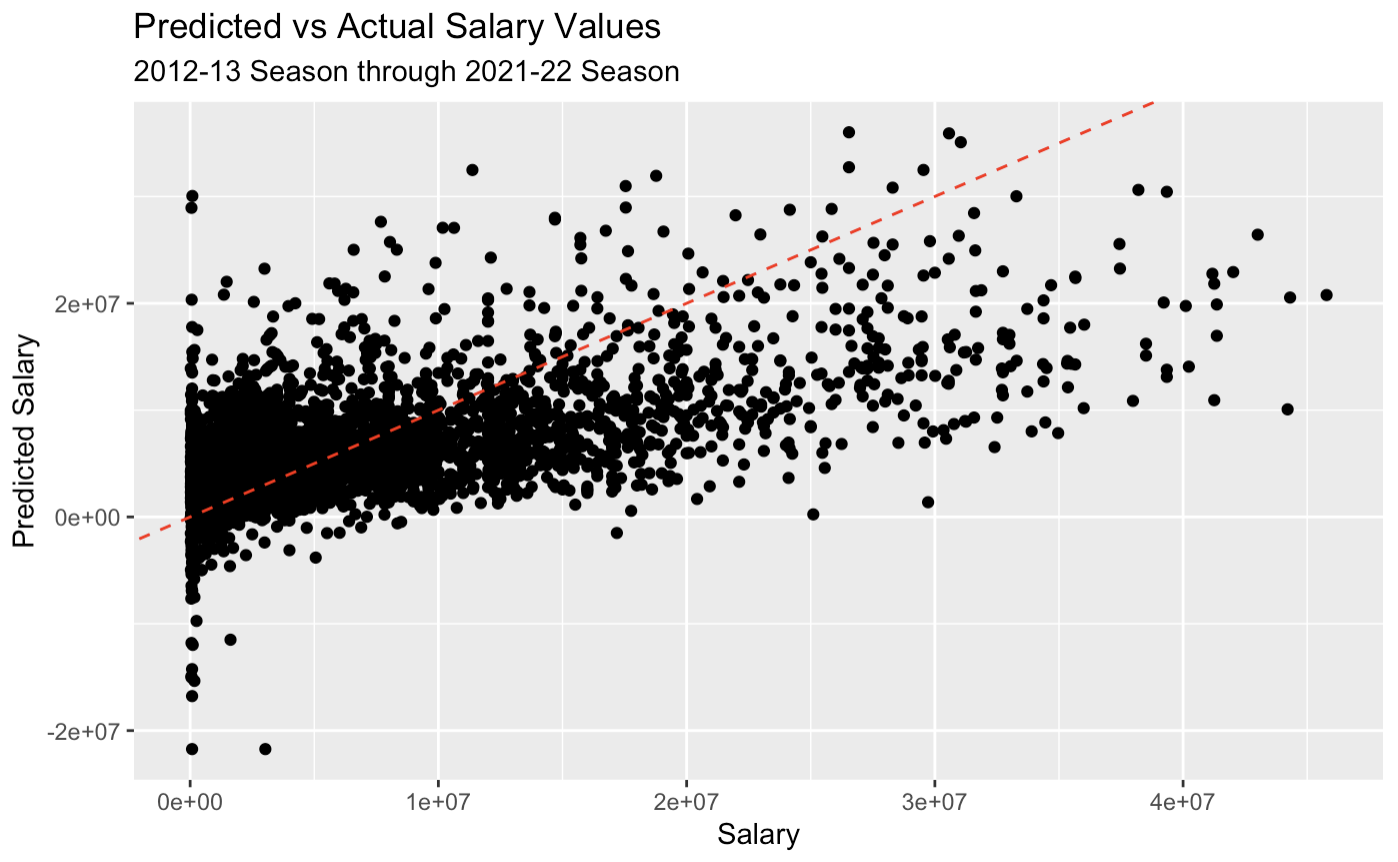 Predicted vs Actual Salary Values
2012-13 Season through 2021-22 Season
Predicted Salary
2e+07
0e+00
-2e+07
0e+00 1e+07 2e+07 3e+07 4e+07
Salary